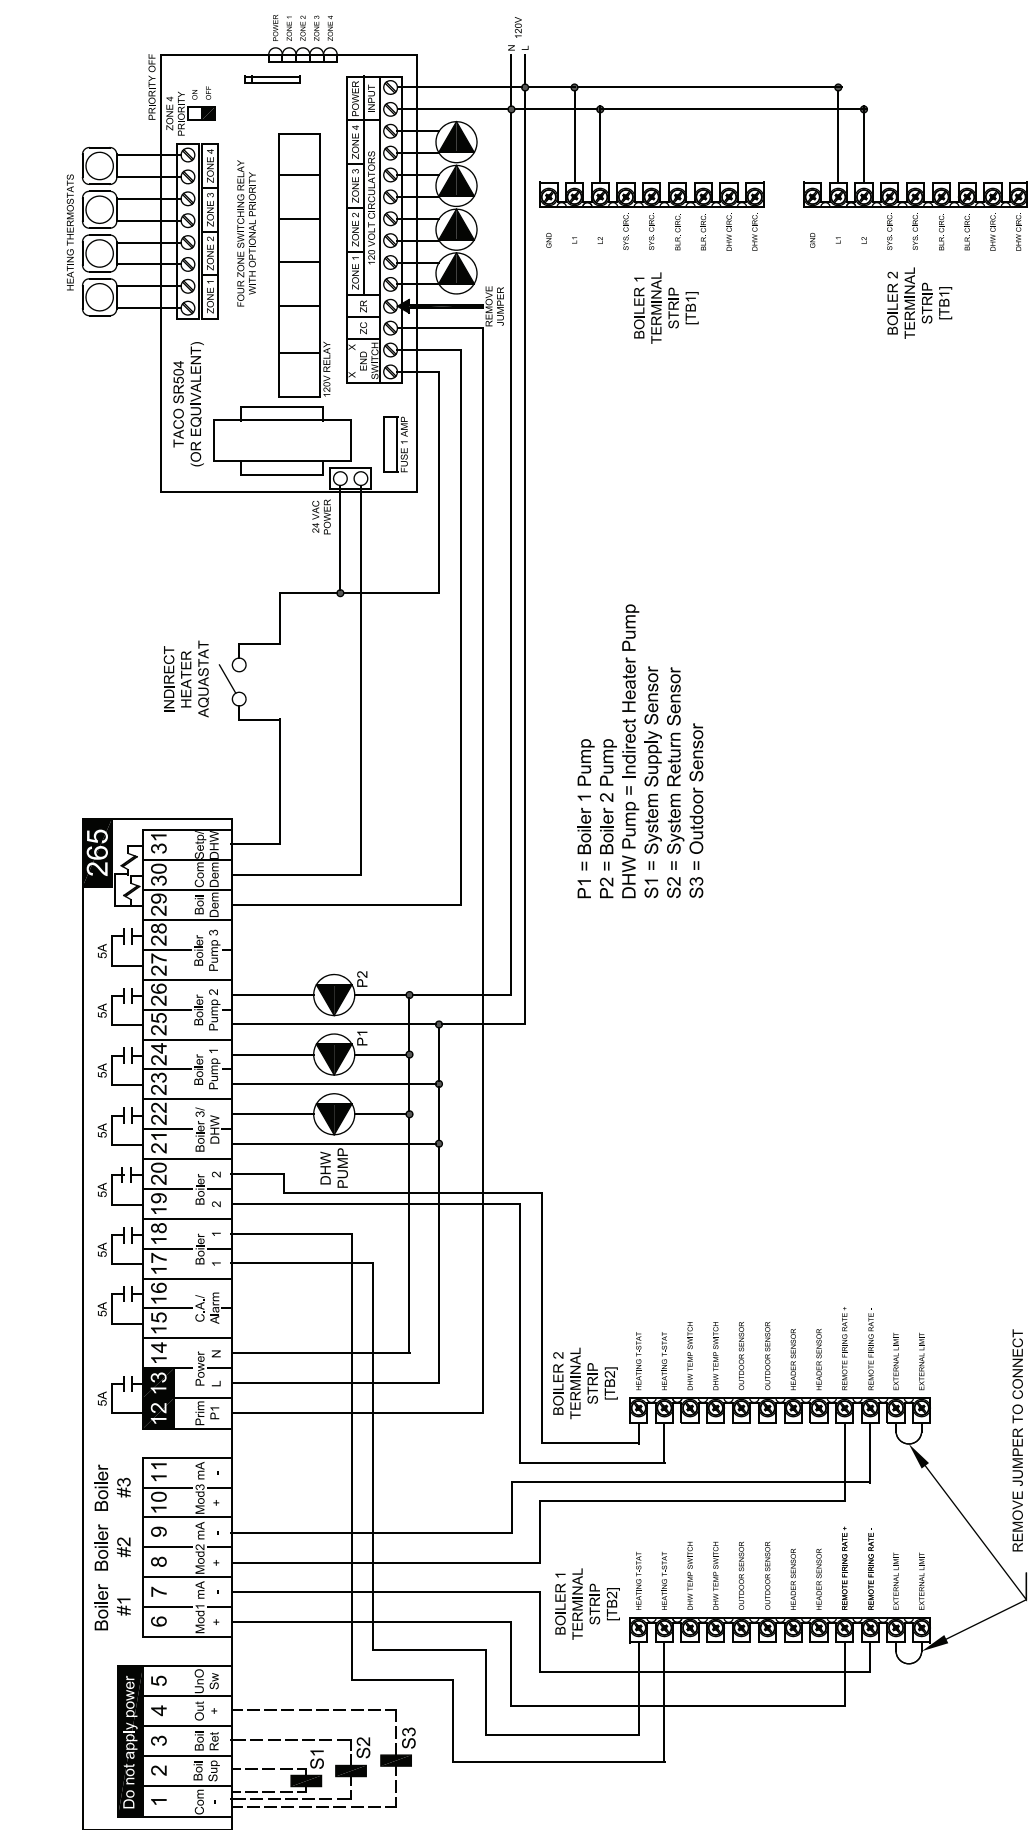 HEATING THERMOSTATS
PRIORITY OFF
ZONE 4
PRIORITY
ON
OFF
POWER
ZONE 1
ZONE 2
ZONE 3
ZONE 4
N
L
120V
ZONE 1
ZONE 2
ZONE 3
ZONE 4
FOUR ZONE SWITCHING RELAY
WITH OPTIONAL PRIORITY
120V RELAY
TACO SR504
(OR EQUIVALENT)
FUSE 1 AMP
24 VAC
POWER
X X
END
SWITCH
ZC
ZR
ZONE 1
ZONE 2
ZONE 3
ZONE 4
120 VOLT CIRCULATORS
POWER
INPUT
REMOVE
JUMPER
GND
L1
L2
SYS. CIRC.
SYS. CIRC.
BLR. CIRC.
BLR. CIRC.
DHW CIRC.
DHW CIRC.
BOILER 1
TERMINAL
STRIP
[TB1]
GND
L1
L2
SYS. CIRC.
SYS. CIRC.
BLR. CIRC.
BLR. CIRC.
DHW CIRC.
DHW CIRC.
BOILER 2
TERMINAL
STRIP
[TB1]
INDIRECT
HEATER
AQUASTAT
P1 = Boiler 1 Pump
P2 = Boiler 2 Pump
DHW Pump = Indirect Heater Pump
S1 = System Supply Sensor
S2 = System Return Sensor
S3 = Outdoor Sensor
265
Do not apply power
1 2 3 4 5
Com Boil Boil Out UnO
- Sup Ret + Sw
Boiler Boiler Boiler
#1 #2 #3
6 7 8 9 10 11
Mod1 mA Mod2 mA Mod3 mA
+ - + - + -
5A 5A 5A 5A 5A 5A 5A 5A
12 13 14 15 16 17 18 19 20 21 22 23 24 25 26 27 28 29 30 31
Prim Power C.A./ Boiler Boiler Boiler 3/ Boiler Boiler Boiler Boil Com Setp/
P1 L N Alarm 1 1 2 2 DHW Pump 1 Pump 2 Pump 3 Dem Dem DHW
S1
S2
S3
DHW
PUMP
P1
P2
BOILER 2
TERMINAL
STRIP
[TB2]
HEATING T-STAT
HEATING T-STAT
DHW TEMP SWITCH
DHW TEMP SWITCH
OUTDOOR SENSOR
OUTDOOR SENSOR
HEADER SENSOR
HEADER SENSOR
REMOTE FIRING RATE +
REMOTE FIRING RATE -
EXTERNAL LIMIT
EXTERNAL LIMIT
BOILER 1
TERMINAL
STRIP
[TB2]
HEATING T-STAT
HEATING T-STAT
DHW TEMP SWITCH
DHW TEMP SWITCH
OUTDOOR SENSOR
OUTDOOR SENSOR
HEADER SENSOR
HEADER SENSOR
REMOTE FIRING RATE +
REMOTE FIRING RATE -
EXTERNAL LIMIT
EXTERNAL LIMIT
REMOVE JUMPER TO CONNECT